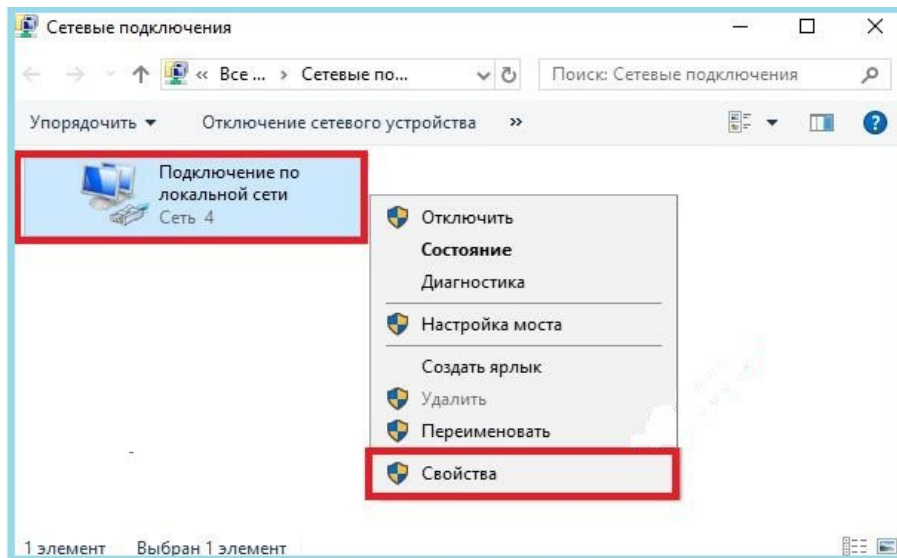 Сетевые подключения
« Все ... › Сетевые по...
Поиск: Сетевые подключения
Упорядочить
Отключение сетевого устройства »
Подключение по
локальной сети
Сеть 4
Отключить
Состояние
Диагностика
Настройка моста
Создать ярлык
Удалить
Переименовать
Свойства
1 элемент Выбран 1 элемент